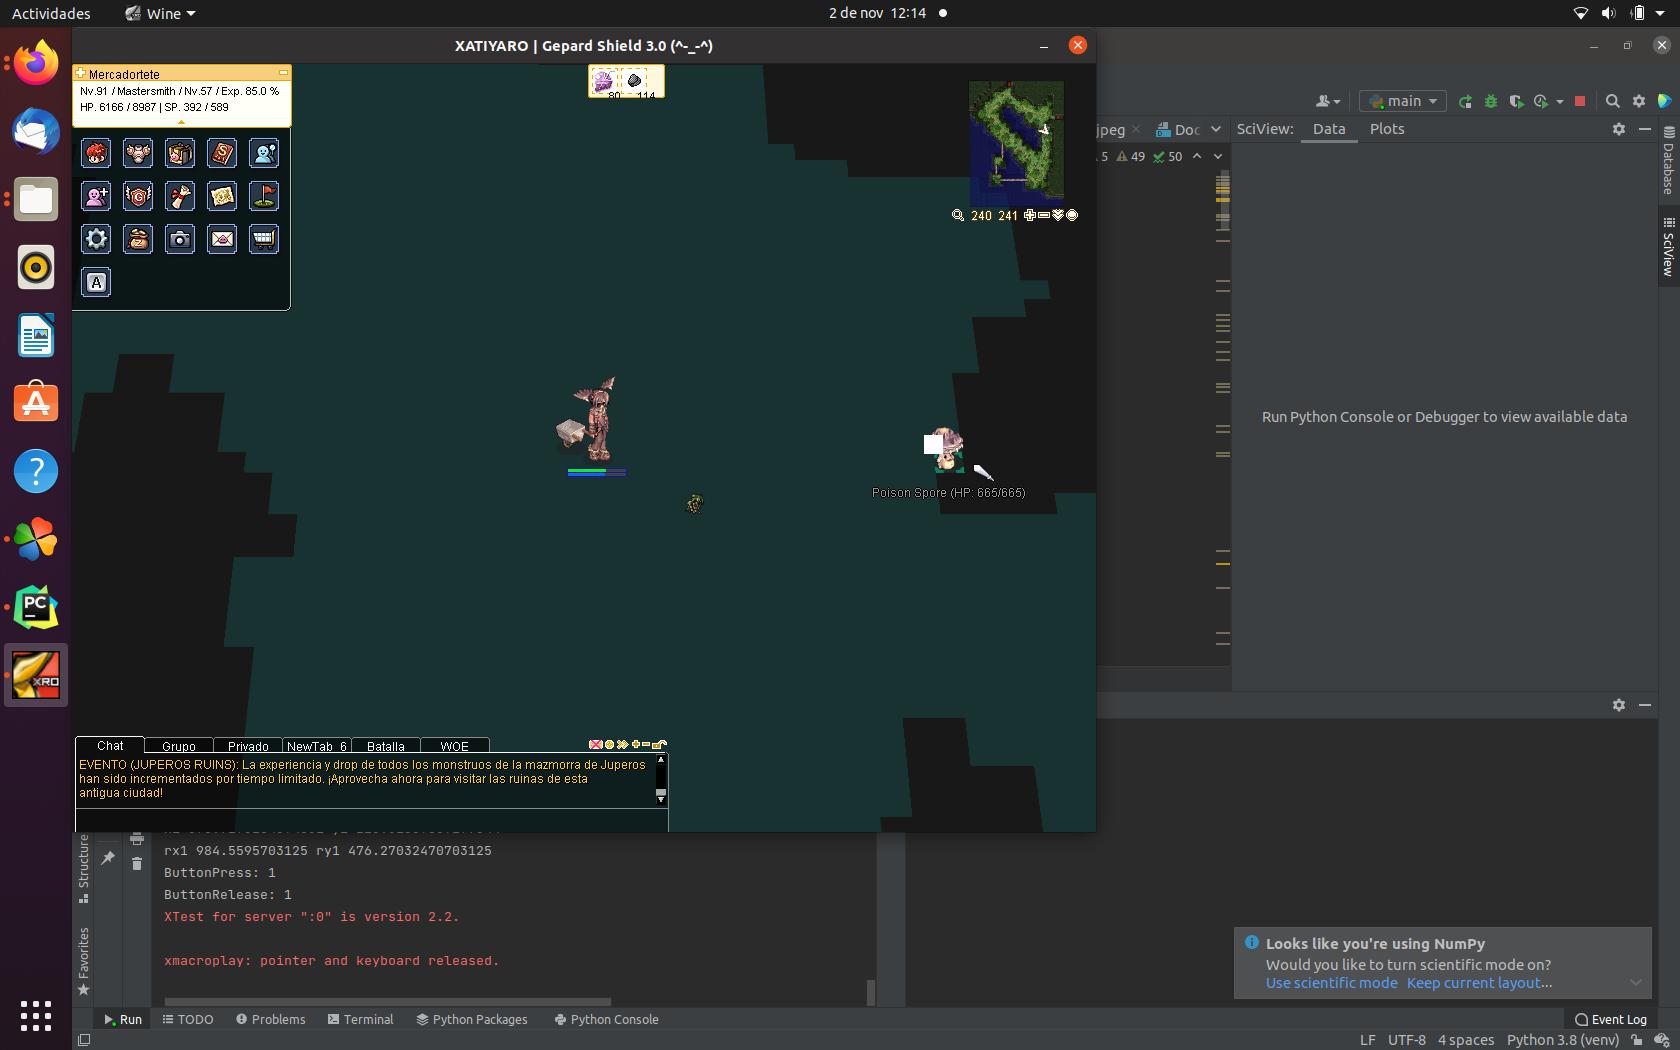 Actividades
Wine
2 de nov 12:14
XATIYARO | Gepard Shield 3.0 (^-_-^)
Mercadortete
Nv.91 / Mastersmith / Nv.57 / Exp. 85.0 %
HP. 6166 / 8987 | SP. 392 / 589
80
114
G
S
Z
A
240 241
main
jpeg
Doc
SciView:
Data
Plots
5
49
50
Database
SciView
Run Python Console or Debugger to view available data
Poison Spore (HP: 665/665)
PC
XRO
Chat
Grupo
Privado
NewTab_6
Batalla
WOE
EVENTO (JUPEROS RUINS): La experiencia y drop de todos los monstruos de la mazmorra de Juperos
han sido incrementados por tiempo limitado. ¡Aprovecha ahora para visitar las ruinas de esta
antigua ciudad!
rx1 984.5595703125 ry1 476.27032470703125
ButtonPress: 1
ButtonRelease: 1
XTest for server ":0" is version 2.2.
xmacroplay: pointer and keyboard released.
Structure
Favorites
Looks like you're using NumPy
Would you like to turn scientific mode on?
Use scientific mode
Keep current layout...
Run
TODO
Problems
Terminal
Python Packages
Python Console
Event Log
LF
UTF-8
4 spaces
Python 3.8 (venv)